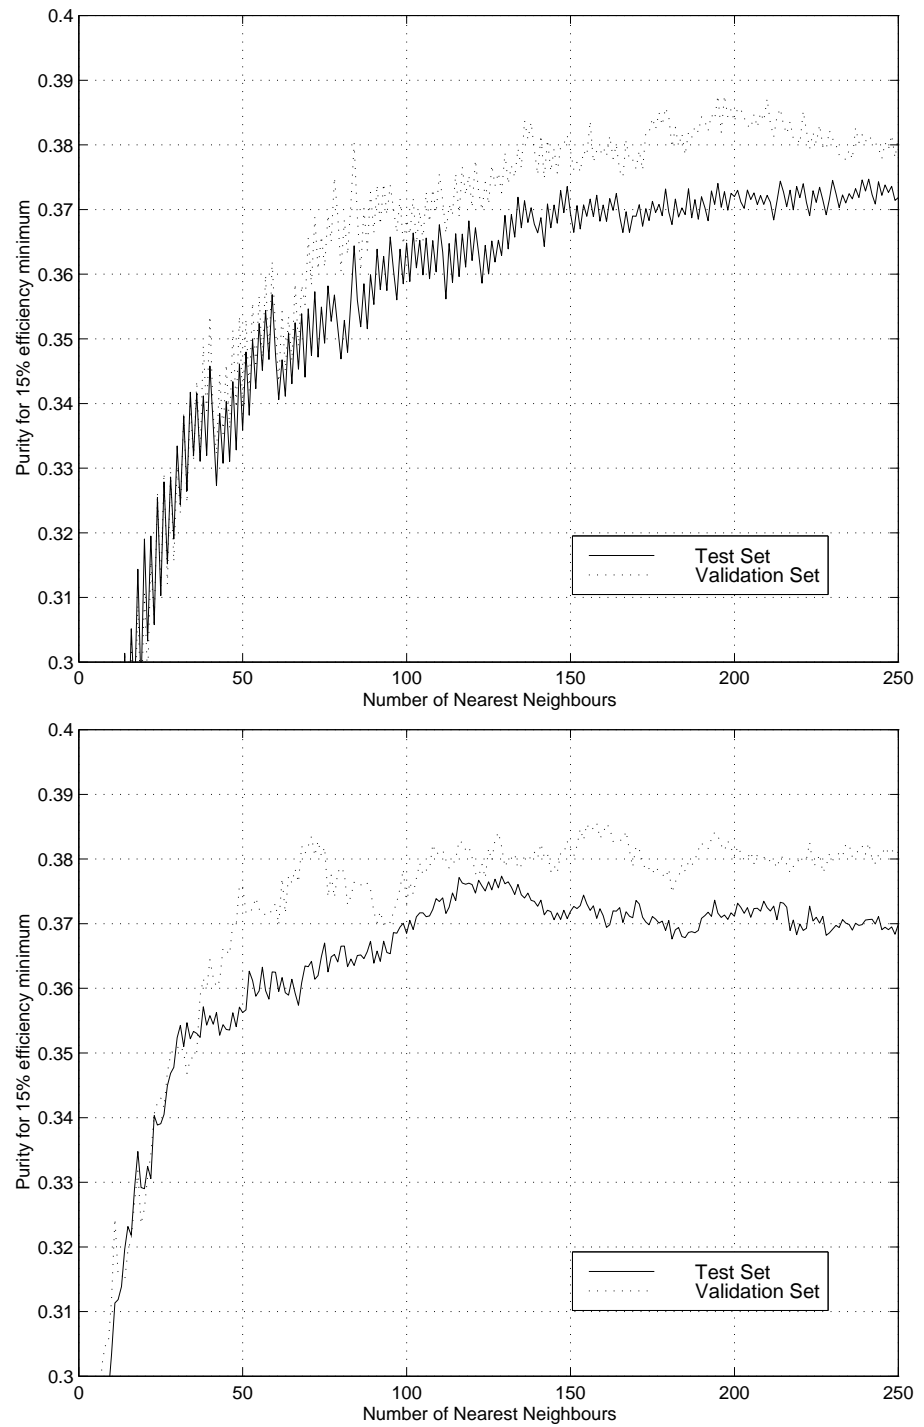 0.4
0.39
0.38
0.37
0.36
0.35
0.34
0.33
0.32
0.31
0.3
Purity for 15% efficiency minimum
Test Set
Validation Set
0 50 100 150 200 250
Number of Nearest Neighbours
0.4
0.39
0.38
0.37
0.36
0.35
0.34
0.33
0.32
0.31
0.3
Purity for 15% efficiency minimum
Test Set
Validation Set
0 50 100 150 200 250
Number of Nearest Neighbours